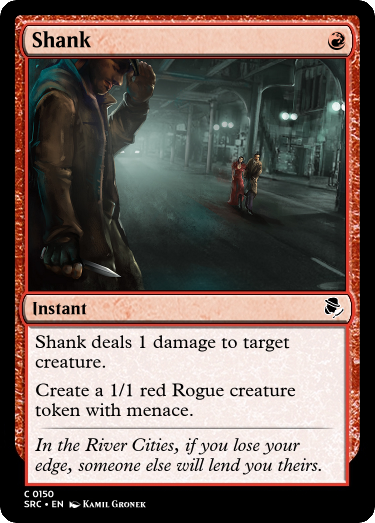 Shank
Instant
Shank deals 1 damage to target
creature.
Create a 1/1 red Rogue creature
token with menace.
In the River Cities, if you lose your
edge, someone else will lend you theirs.
C 0150
SRC • EN Kamil Gronek